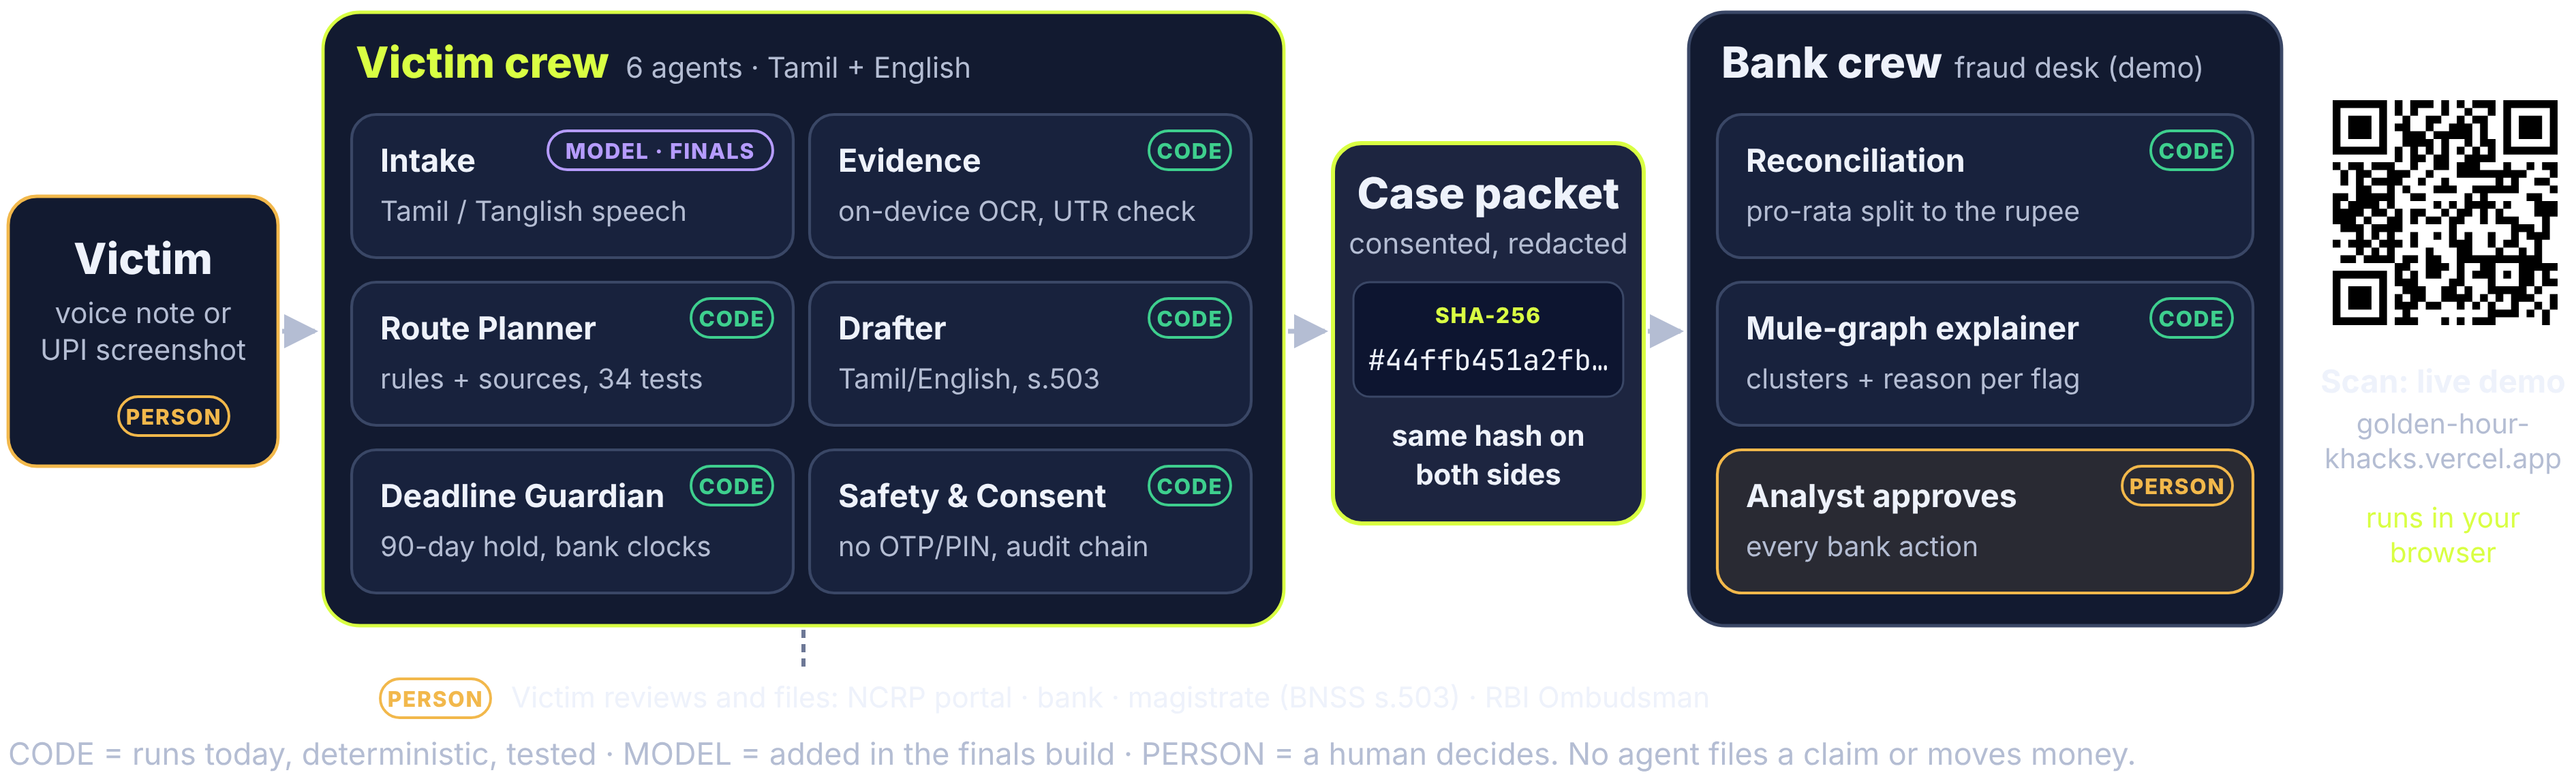 Victim
voice note or
UPI screenshot
PERSON
Victim crew 6 agents · Tamil + English
Intake
MODEL · FINALS
Tamil / Tanglish speech
Evidence
CODE
on-device OCR, UTR check
Route Planner
CODE
rules + sources, 34 tests
Drafter
CODE
Tamil/English, s.503
Deadline Guardian
CODE
90-day hold, bank clocks
Safety & Consent
CODE
no OTP/PIN, audit chain
Case packet
consented, redacted
SHA-256
#44ffb451a2fb…
same hash on
both sides
Bank crew fraud desk (demo)
Reconciliation
CODE
pro-rata split to the rupee
Mule-graph explainer
CODE
clusters + reason per flag
Analyst approves
PERSON
every bank action
Scan: live demo
golden-hour-
khacks.vercel.app
runs in your
browser
PERSON Victim reviews and files: NCRP portal · bank · magistrate (BNSS s.503) · RBI Ombudsman
CODE = runs today, deterministic, tested · MODEL = added in the finals build · PERSON = a human decides. No agent files a claim or moves money.